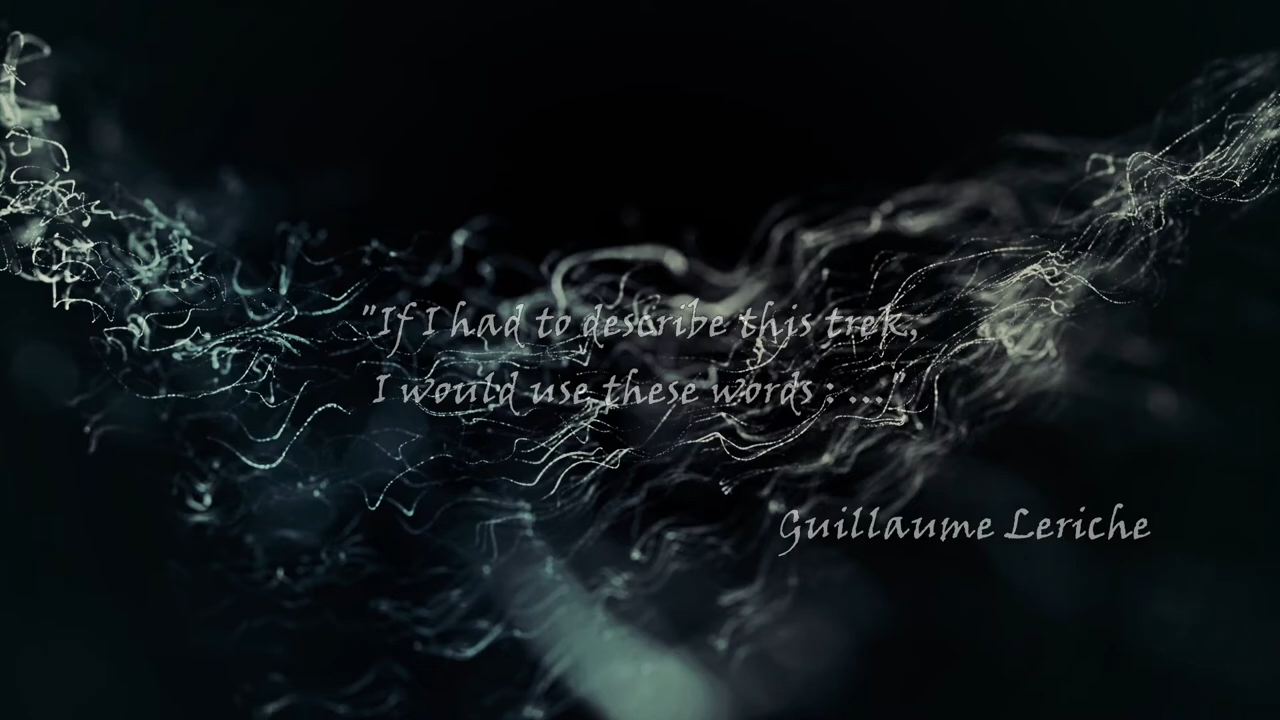 "If I had to describe this trek,
I would use these words : ..."
Guillaume Leriche